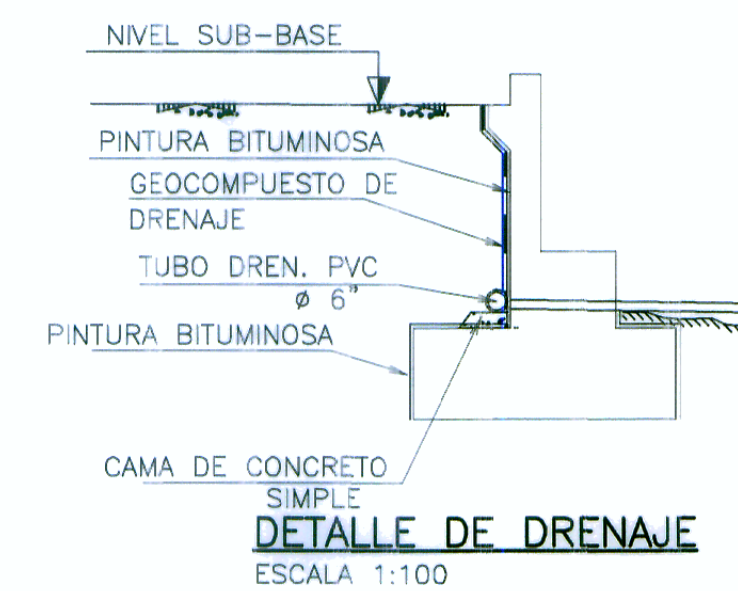 NIVEL SUB-BASE
PINTURA BITUMINOSA
GEOCOMPUESTO DE
DRENAJE
TUBO DREN. PVC
ø 6"
PINTURA BITUMINOSA
CAMA DE CONCRETO
SIMPLE
DETALLE DE DRENAJE
ESCALA 1:100